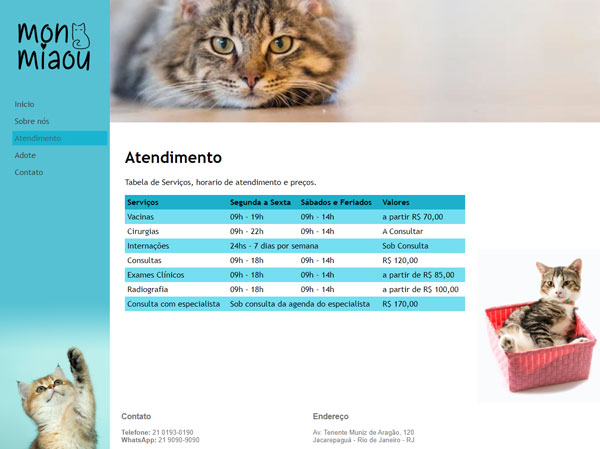 mon
miaou
Inicio
Sobre nós
Atendimento
Adote
Contato
Atendimento
Tabela de Serviços, horario de atendimento e preços.
Serviços Segunda a Sexta Sábados e Feriados Valores
Vacinas 09h - 19h 09h - 14h a partir R$ 70,00
Cirurgias 09h - 22h 09h - 14h A Consultar
Internações 24hs - 7 dias por semana Sob Consulta
Consultas 09h - 18h 09h - 14h R$ 120,00
Exames Clínicos 09h - 18h 09h - 14h a partir de R$ 85,00
Radiografia 09h - 18h 09h - 14h a partir de R$ 100,00
Consulta com especialista Sob consulta da agenda do especialista R$ 170,00
Contato
Telefone: 21 0193-0190
WhatsApp: 21 9090-9090
Endereço
Av. Tenente Muniz de Aragão, 120
Jacarepaguá - Rio de Janeiro - RJ